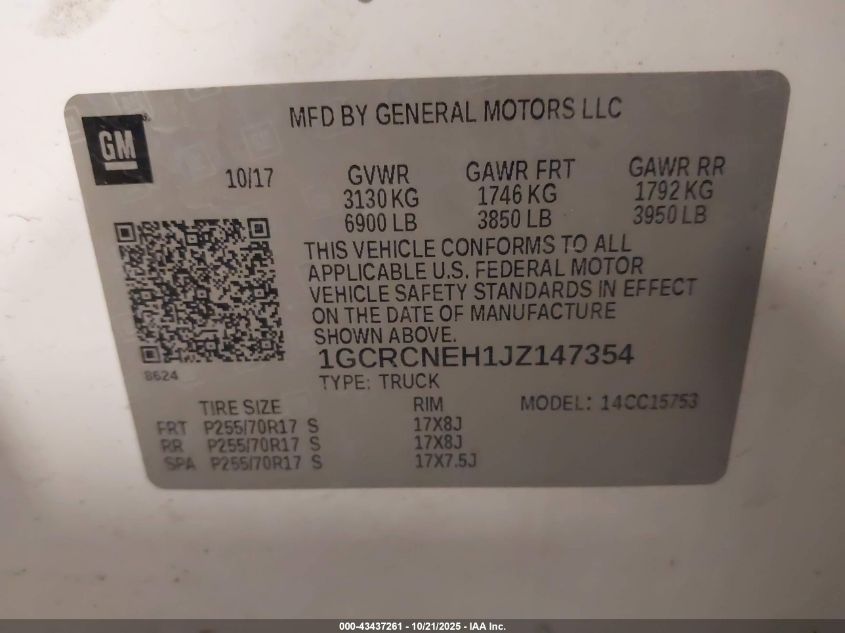 MFD BY GENERAL MOTORS LLC
GM
10/17
GVWR GAWR FRT GAWR RR
3130 KG 1746 KG 1792 KG
6900 LB 3850 LB 3950 LB
THIS VEHICLE CONFORMS TO ALL
APPLICABLE U.S. FEDERAL MOTOR
VEHICLE SAFETY STANDARDS IN EFFECT
ON THE DATE OF MANUFACTURE
SHOWN ABOVE.
1GCRCNEH1JZ147354
8624
TYPE: TRUCK
TIRE SIZE RIM MODEL: 14CC15753
FRT P255/70R17 S 17X8J
RR P255/70R17 S 17X8J
SPA P255/70R17 S 17X7.5J
000-43437261 - 10/21/2025 - IAA Inc.